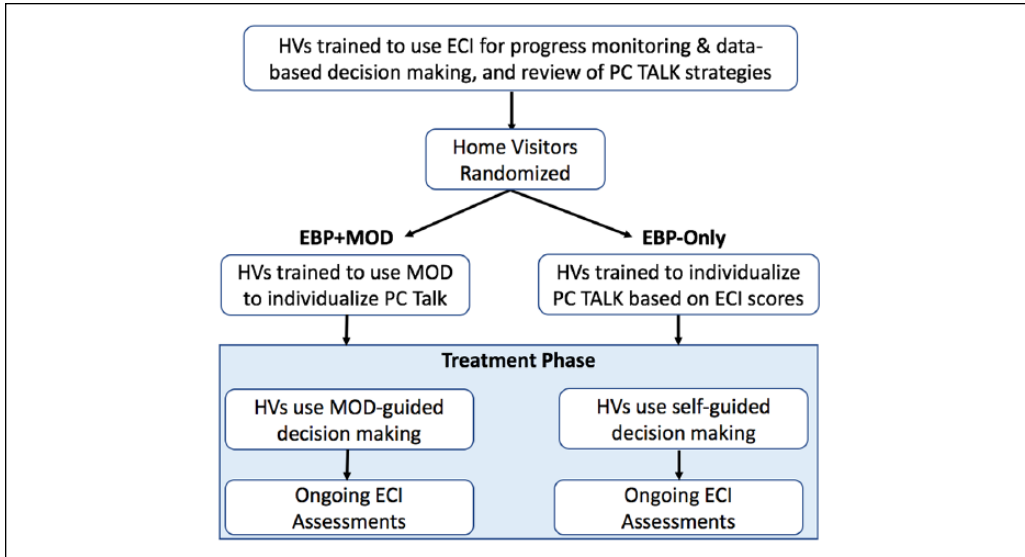 HVs trained to use ECI for progress monitoring & data-
based decision making, and review of PC TALK strategies
Home Visitors
Randomized
EBP+MOD
EBP-Only
HVs trained to use MOD
to individualize PC Talk
HVs trained to individualize
PC TALK based on ECI scores
Treatment Phase
HVs use MOD-guided
decision making
HVs use self-guided
decision making
Ongoing ECI
Assessments
Ongoing ECI
Assessments